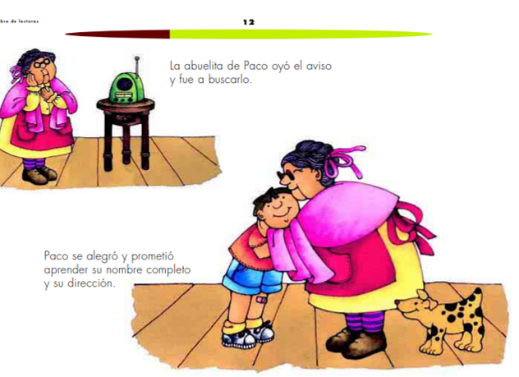 bro de lecturas
12
La abuelita de Paco oyó el aviso
y fue a buscarlo.
Paco se alegró y prometió
aprender su nombre completo
y su dirección.